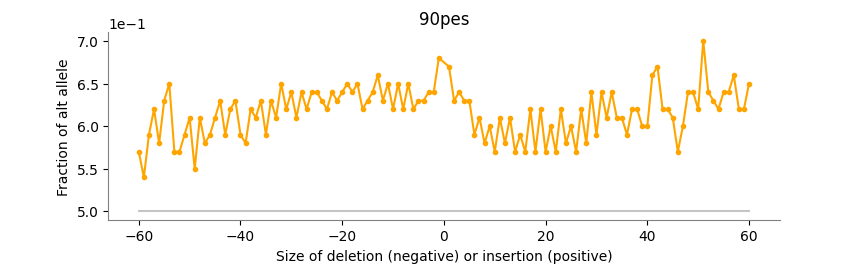 90pes
1e−1
7.0
6.5
6.0
5.5
5.0
Fraction of alt allele
−60 −40 −20 0 20 40 60
Size of deletion (negative) or insertion (positive)